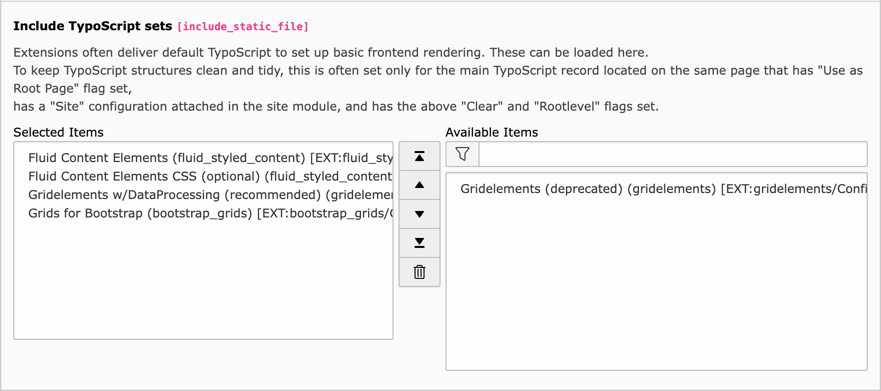 Include TypoScript sets [include_static_file]
Extensions often deliver default TypoScript to set up basic frontend rendering. These can be loaded here.
To keep TypoScript structures clean and tidy, this is often set only for the main TypoScript record located on the same page that has "Use as
Root Page" flag set,
has a "Site" configuration attached in the site module, and has the above "Clear" and "Rootlevel" flags set.
Selected Items
Fluid Content Elements (fluid_styled_content) [EXT:fluid_sty
Fluid Content Elements CSS (optional) (fluid_styled_content
Gridelements w/DataProcessing (recommended) (gridelemen
Grids for Bootstrap (bootstrap_grids) [EXT:bootstrap_grids/C
Available Items
Gridelements (deprecated) (gridelements) [EXT:gridelements/Confi